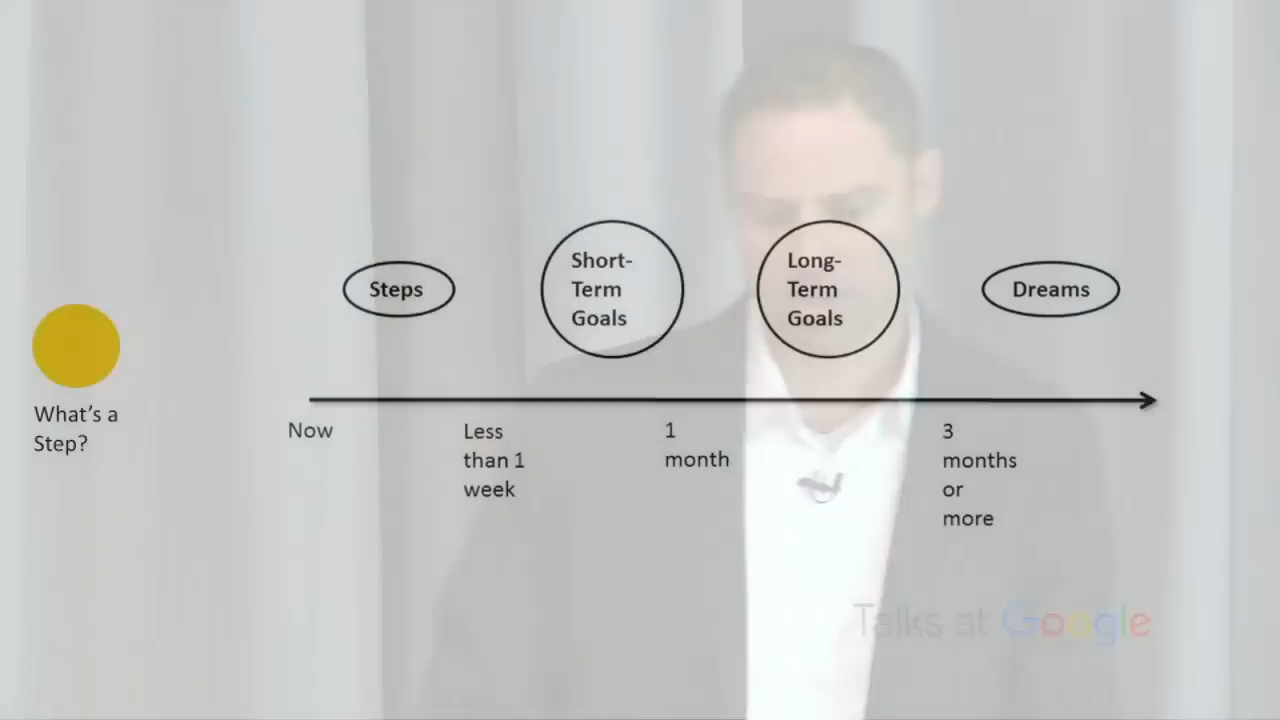 Steps
Short-
Term
Goals
Long-
Term
Goals
Dreams
What's a
Step?
Now
Less
than 1
week
1
month
3
months
or
more
Talks at Google